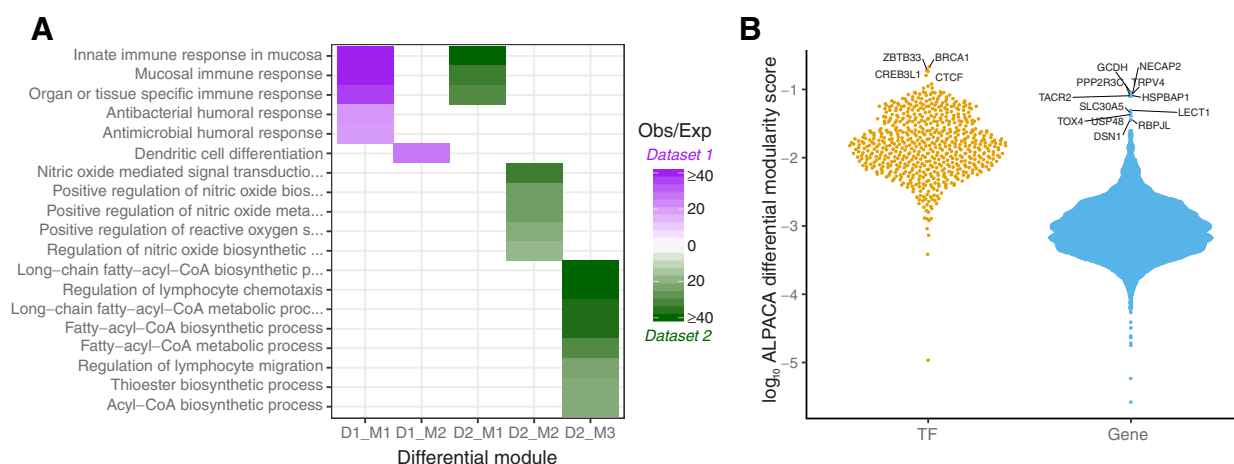 A
Innate immune response in mucosa
Mucosal immune response
Organ or tissue specific immune response
Antibacterial humoral response
Antimicrobial humoral response
Dendritic cell differentiation
Nitric oxide mediated signal transductio...
Positive regulation of nitric oxide bios...
Positive regulation of nitric oxide meta...
Positive regulation of reactive oxygen s...
Regulation of nitric oxide biosynthetic ...
Long−chain fatty−acyl−CoA biosynthetic p...
Regulation of lymphocyte chemotaxis
Long−chain fatty−acyl−CoA metabolic proc...
Fatty−acyl−CoA biosynthetic process
Fatty−acyl−CoA metabolic process
Regulation of lymphocyte migration
Thioester biosynthetic process
Acyl−CoA biosynthetic process
D1_M1 D1_M2 D2_M1 D2_M2 D2_M3
Differential module
Obs/Exp
Dataset 1
≥40
20
0
20
≥40
Dataset 2
B
log₁₀ ALPACA differential modularity score
−1
−2
−3
−4
−5
ZBTB33 BRCA1
CREB3L1 CTCF
GCDH NECAP2
PPP2R3C TRPV4
TACR2 HSPBAP1
SLC30A5 LECT1
TOX4 USP48 RBPJL
DSN1
TF Gene